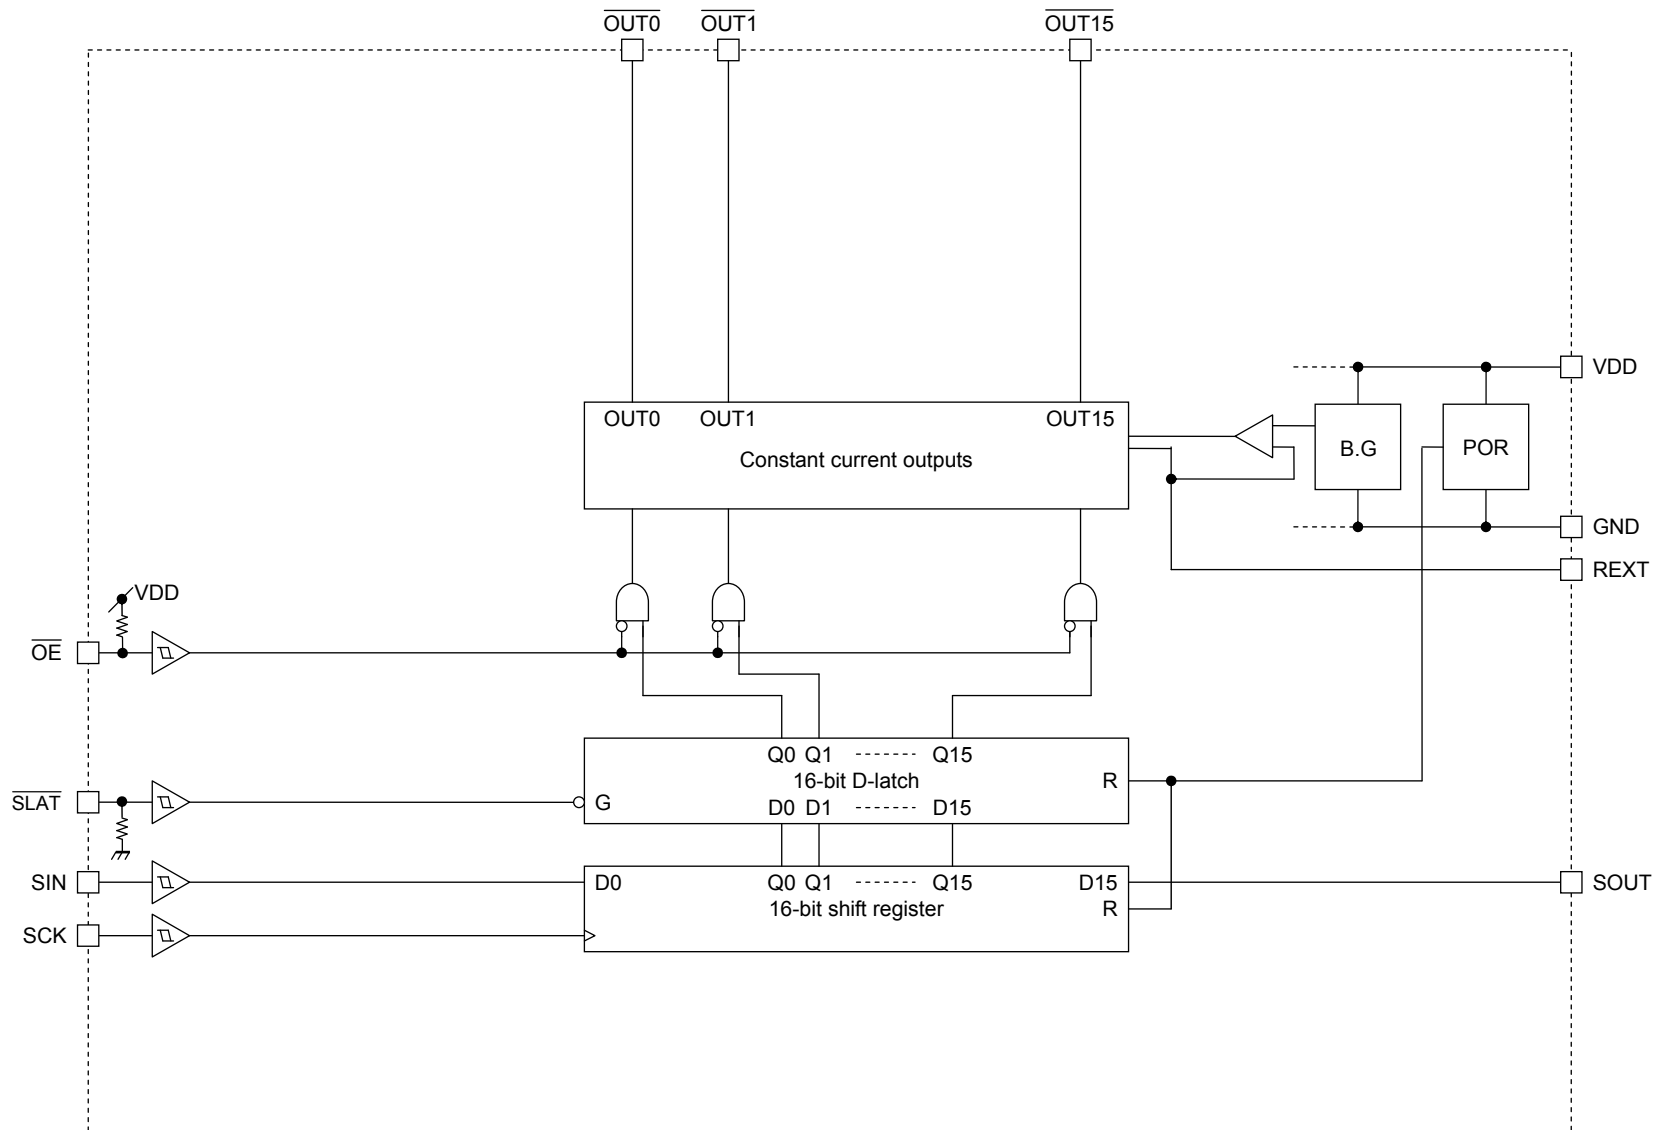 OUT0 OUT1 OUT15
OUT0 OUT1 OUT15
Constant current outputs
B.G
POR
VDD
GND
REXT
VDD
OE
Q0 Q1 Q15
16-bit D-latch
R
SLAT
G
D0 D1 D15
SIN
D0
Q0 Q1 Q15
D15
SOUT
16-bit shift register
R
SCK